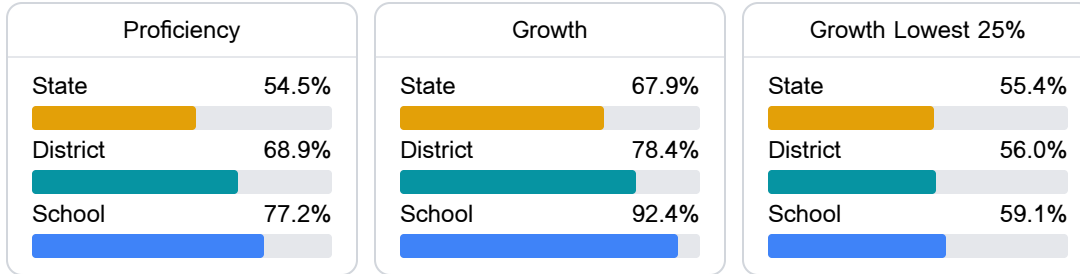 Proficiency
State 54.5%
District 68.9%
School 77.2%
Growth
State 67.9%
District 78.4%
School 92.4%
Growth Lowest 25%
State 55.4%
District 56.0%
School 59.1%